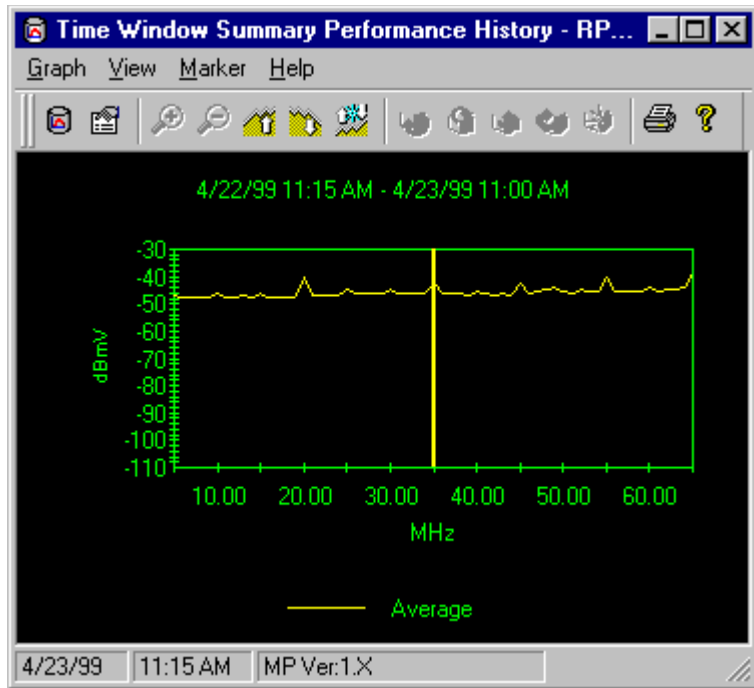 Time Window Summary Performance History - RP...
Graph View Marker Help
4/22/99 11:15 AM - 4/23/99 11:00 AM
-30
-40
-50
-60
-70
-80
-90
-100
-110
dBmV
10.00 20.00 30.00 40.00 50.00 60.00
MHz
Average
4/23/99 11:15 AM MP Ver:1.X